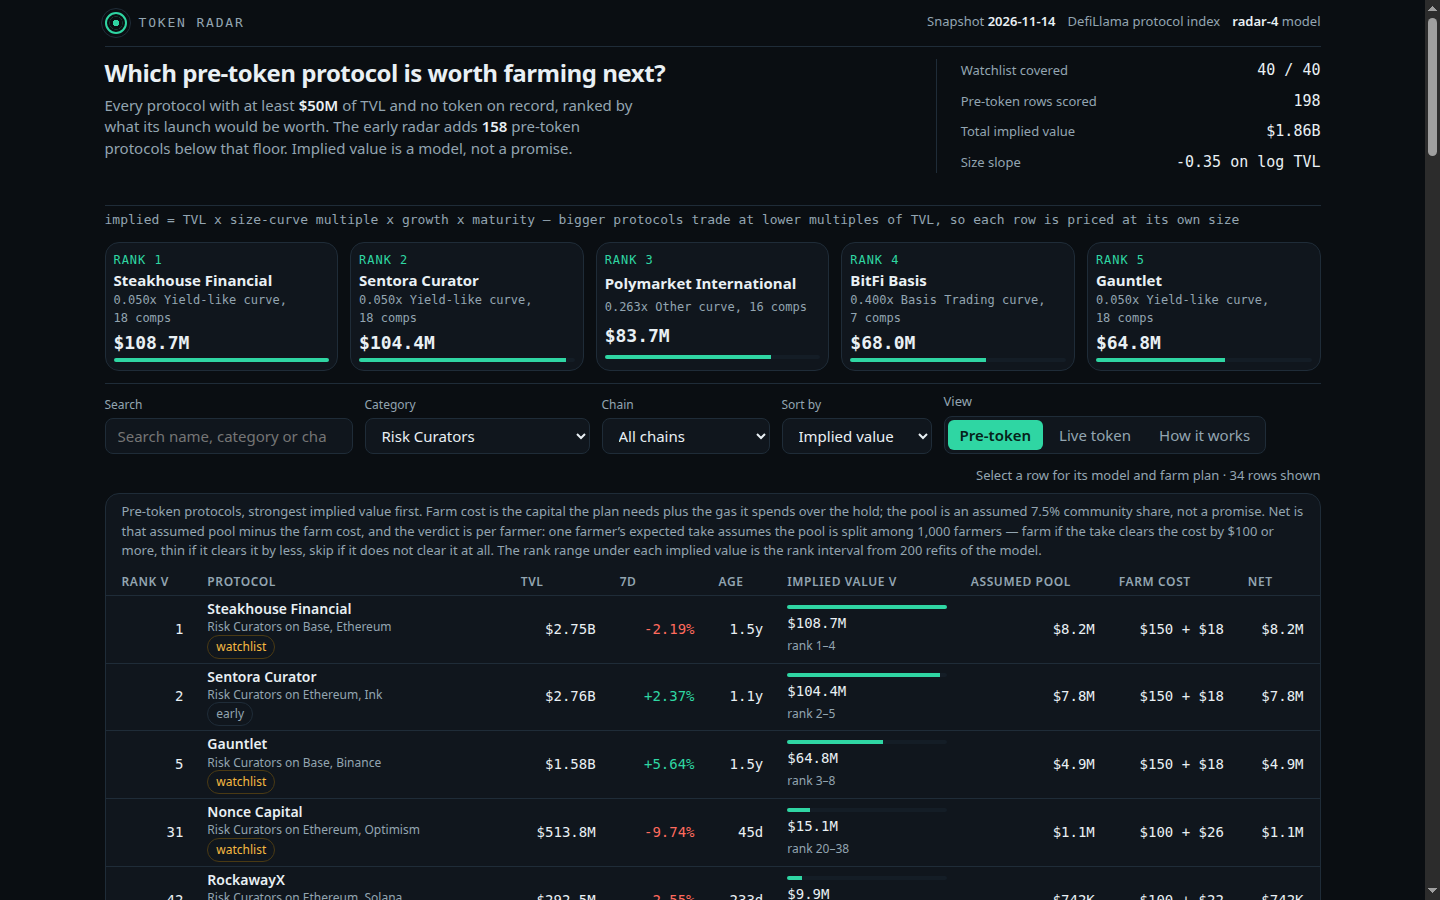 TOKEN RADAR
Snapshot 2026-11-14 DefiLlama protocol index radar-4 model
Which pre-token protocol is worth farming next?
Every protocol with at least $50M of TVL and no token on record, ranked by
what its launch would be worth. The early radar adds 158 pre-token
protocols below that floor. Implied value is a model, not a promise.
Watchlist covered 40 / 40
Pre-token rows scored 198
Total implied value $1.86B
Size slope -0.35 on log TVL
implied = TVL x size-curve multiple x growth x maturity — bigger protocols trade at lower multiples of TVL, so each row is priced at its own size
RANK 1
Steakhouse Financial
0.050x Yield-like curve,
18 comps
$108.7M
RANK 2
Sentora Curator
0.050x Yield-like curve,
18 comps
$104.4M
RANK 3
Polymarket International
0.263x Other curve, 16 comps
$83.7M
RANK 4
BitFi Basis
0.400x Basis Trading curve,
7 comps
$68.0M
RANK 5
Gauntlet
0.050x Yield-like curve,
18 comps
$64.8M
Search
Search name, category or cha
Category
Risk Curators
Chain
All chains
Sort by
Implied value
View
Pre-token Live token How it works
Select a row for its model and farm plan · 34 rows shown
Pre-token protocols, strongest implied value first. Farm cost is the capital the plan needs plus the gas it spends over the hold; the pool is an assumed 7.5% community share, not a promise. Net is
that assumed pool minus the farm cost, and the verdict is per farmer: one farmer's expected take assumes the pool is split among 1,000 farmers — farm if the take clears the cost by $100 or
more, thin if it clears it by less, skip if it does not clear it at all. The rank range under each implied value is the rank interval from 200 refits of the model.
RANK V PROTOCOL TVL 7D AGE IMPLIED VALUE V ASSUMED POOL FARM COST NET
Steakhouse Financial
Risk Curators on Base, Ethereum
watchlist
1 $2.75B -2.19% 1.5y $108.7M $8.2M $150 + $18 $8.2M
rank 1–4
Sentora Curator
Risk Curators on Ethereum, Ink
early
2 $2.76B +2.37% 1.1y $104.4M $7.8M $150 + $18 $7.8M
rank 2–5
Gauntlet
Risk Curators on Base, Binance
watchlist
5 $1.58B +5.64% 1.5y $64.8M $4.9M $150 + $18 $4.9M
rank 3–8
Nonce Capital
Risk Curators on Ethereum, Optimism
watchlist
31 $513.8M -9.74% 45d $15.1M $1.1M $100 + $26 $1.1M
rank 20–38
RockawayX
Risk Curators on Ethereum, Solana
$9.9M